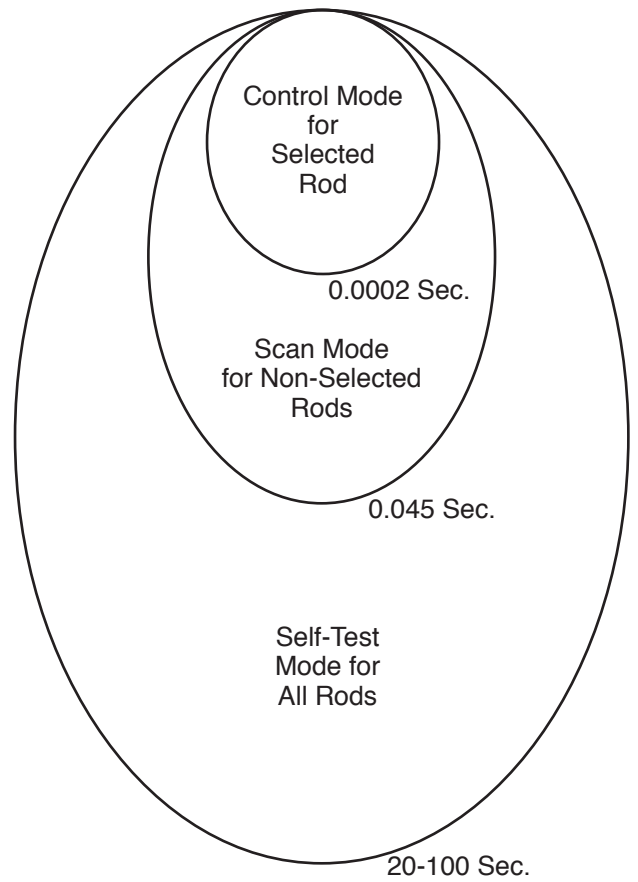 Control Mode
for
Selected
Rod
0.0002 Sec.
Scan Mode
for Non-Selected
Rods
0.045 Sec.
Self-Test
Mode for
All Rods
20-100 Sec.